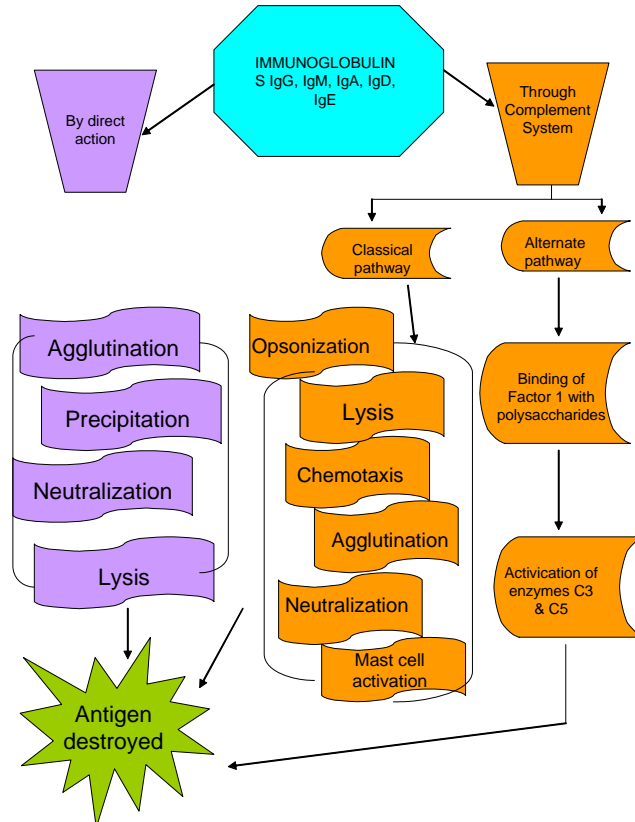 IMMUNOGLOBULIN
S IgG, IgM, IgA, IgD,
IgE
By direct
action
Through
Complement
System
Classical
pathway
Alternate
pathway
Agglutination
Precipitation
Neutralization
Lysis
Opsonization
Lysis
Chemotaxis
Agglutination
Neutralization
Mast cell
activation
Binding of
Factor 1 with
polysaccharides
Activication of
enzymes C3
& C5
Antigen
destroyed